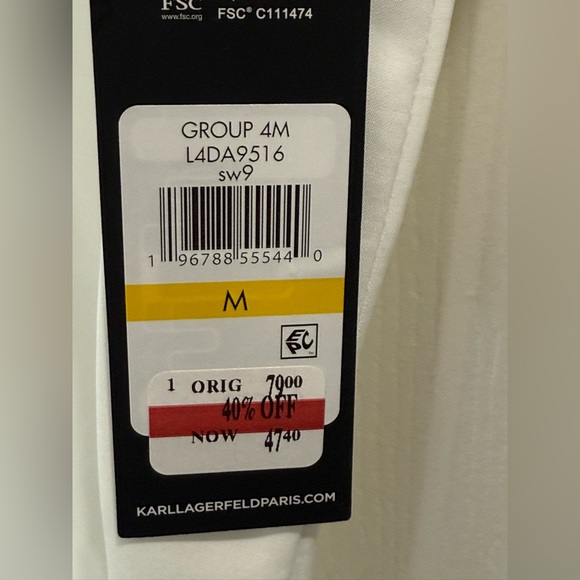 FSC
www.fsc.org
FSC® C111474
GROUP 4M
L4DA9516
sw9
1 96788 55544 0
M
EPC
1 ORIG 79.00
40% OFF
NOW 47.40
KARLLAGERFELDPARIS.COM